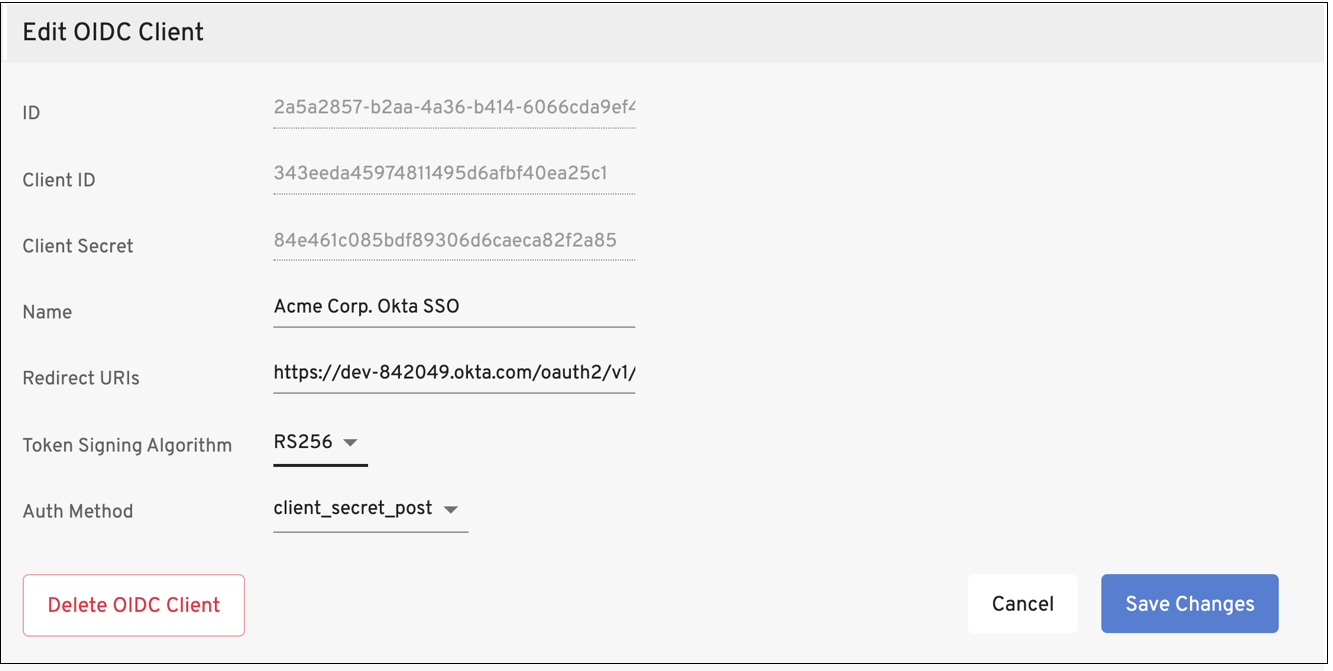 Edit OIDC Client
ID
2a5a2857-b2aa-4a36-b414-6066cda9ef4
Client ID
343eeda45974811495d6afbf40ea25c1
Client Secret
84e461c085bdf89306d6caeca82f2a85
Name
Acme Corp. Okta SSO
Redirect URIs
https://dev-842049.okta.com/oauth2/v1/
Token Signing Algorithm
RS256
Auth Method
client_secret_post
Delete OIDC Client
Cancel
Save Changes